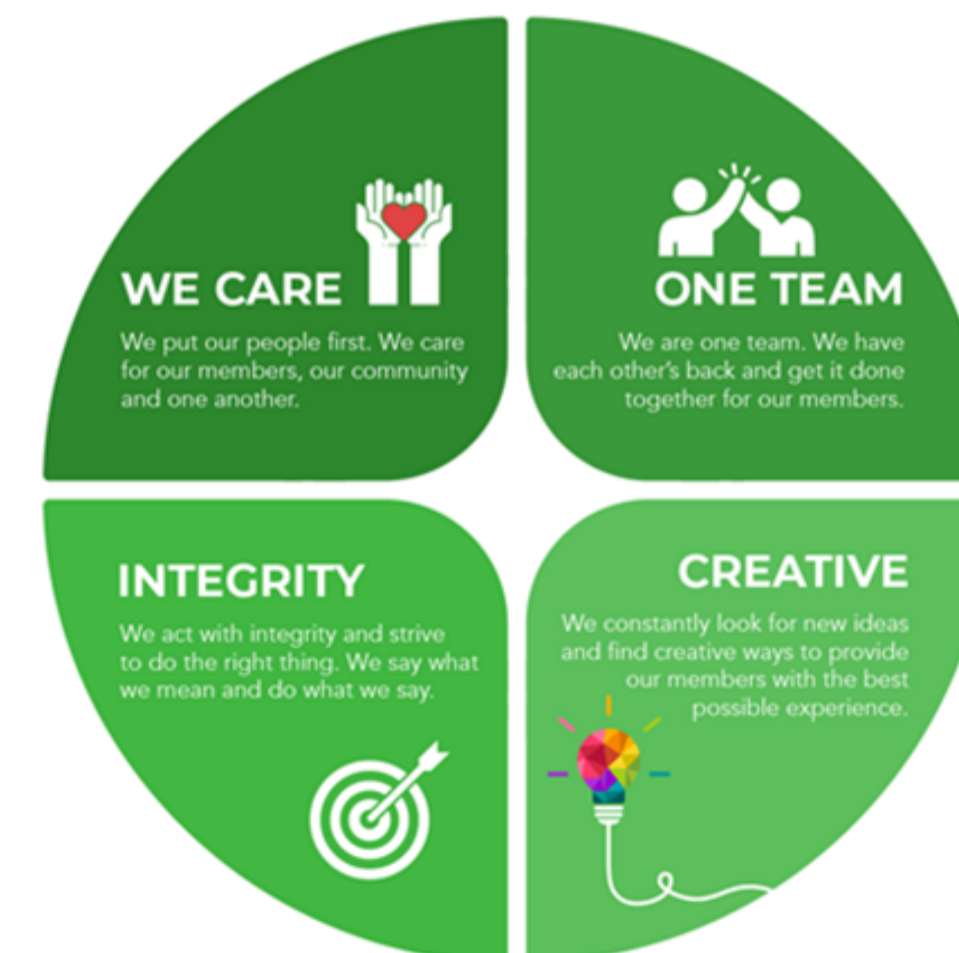 WE CARE
We put our people first. We care
for our members, our community
and one another.
ONE TEAM
We are one team. We have
each other's back and get it done
together for our members.
INTEGRITY
We act with integrity and strive
to do the right thing. We say what
we mean and do what we say.
CREATIVE
We constantly look for new ideas
and find creative ways to provide
our members with the best
possible experience.